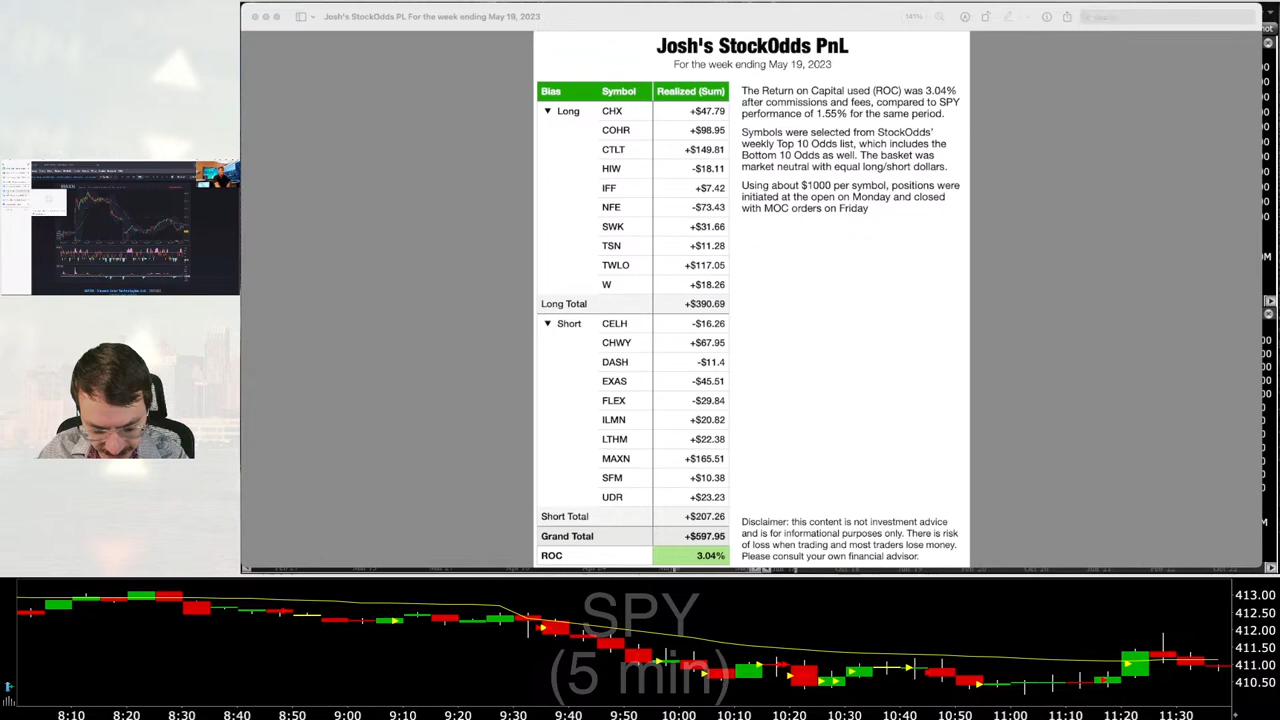 Josh's StockOdds PL For the week ending May 19, 2023
141%
Josh's StockOdds PnL
For the week ending May 19, 2023
Bias Symbol Realized (Sum)
▼ Long CHX +$47.79
COHR +$98.95
CTLT +$149.81
HIW -$18.11
IFF +$7.42
NFE -$73.43
SWK +$31.66
TSN +$11.28
TWLO +$117.05
W +$18.26
Long Total +$390.69
▼ Short CELH -$16.26
CHWY +$67.95
DASH -$11.4
EXAS -$45.51
FLEX -$29.84
ILMN +$20.82
LTHM +$22.38
MAXN +$165.51
SFM +$10.38
UDR +$23.23
Short Total +$207.26
Grand Total +$597.95
ROC 3.04%
The Return on Capital used (ROC) was 3.04%
after commissions and fees, compared to SPY
performance of 1.55% for the same period.
Symbols were selected from StockOdds'
weekly Top 10 Odds list, which includes the
Bottom 10 Odds as well. The basket was
market neutral with equal long/short dollars.
Using about $1000 per symbol, positions were
initiated at the open on Monday and closed
with MOC orders on Friday
Disclaimer: this content is not investment advice
and is for informational purposes only. There is risk
of loss when trading and most traders lose money.
Please consult your own financial advisor.
MAXN
SPY
(5 min)
413.00
412.50
412.00
411.50
411.00
410.50
8:10 8:20 8:30 8:40 8:50 9:00 9:10 9:20 9:30 9:40 9:50 10:00 10:10 10:20 10:30 10:40 10:50 11:00 11:10 11:20 11:30